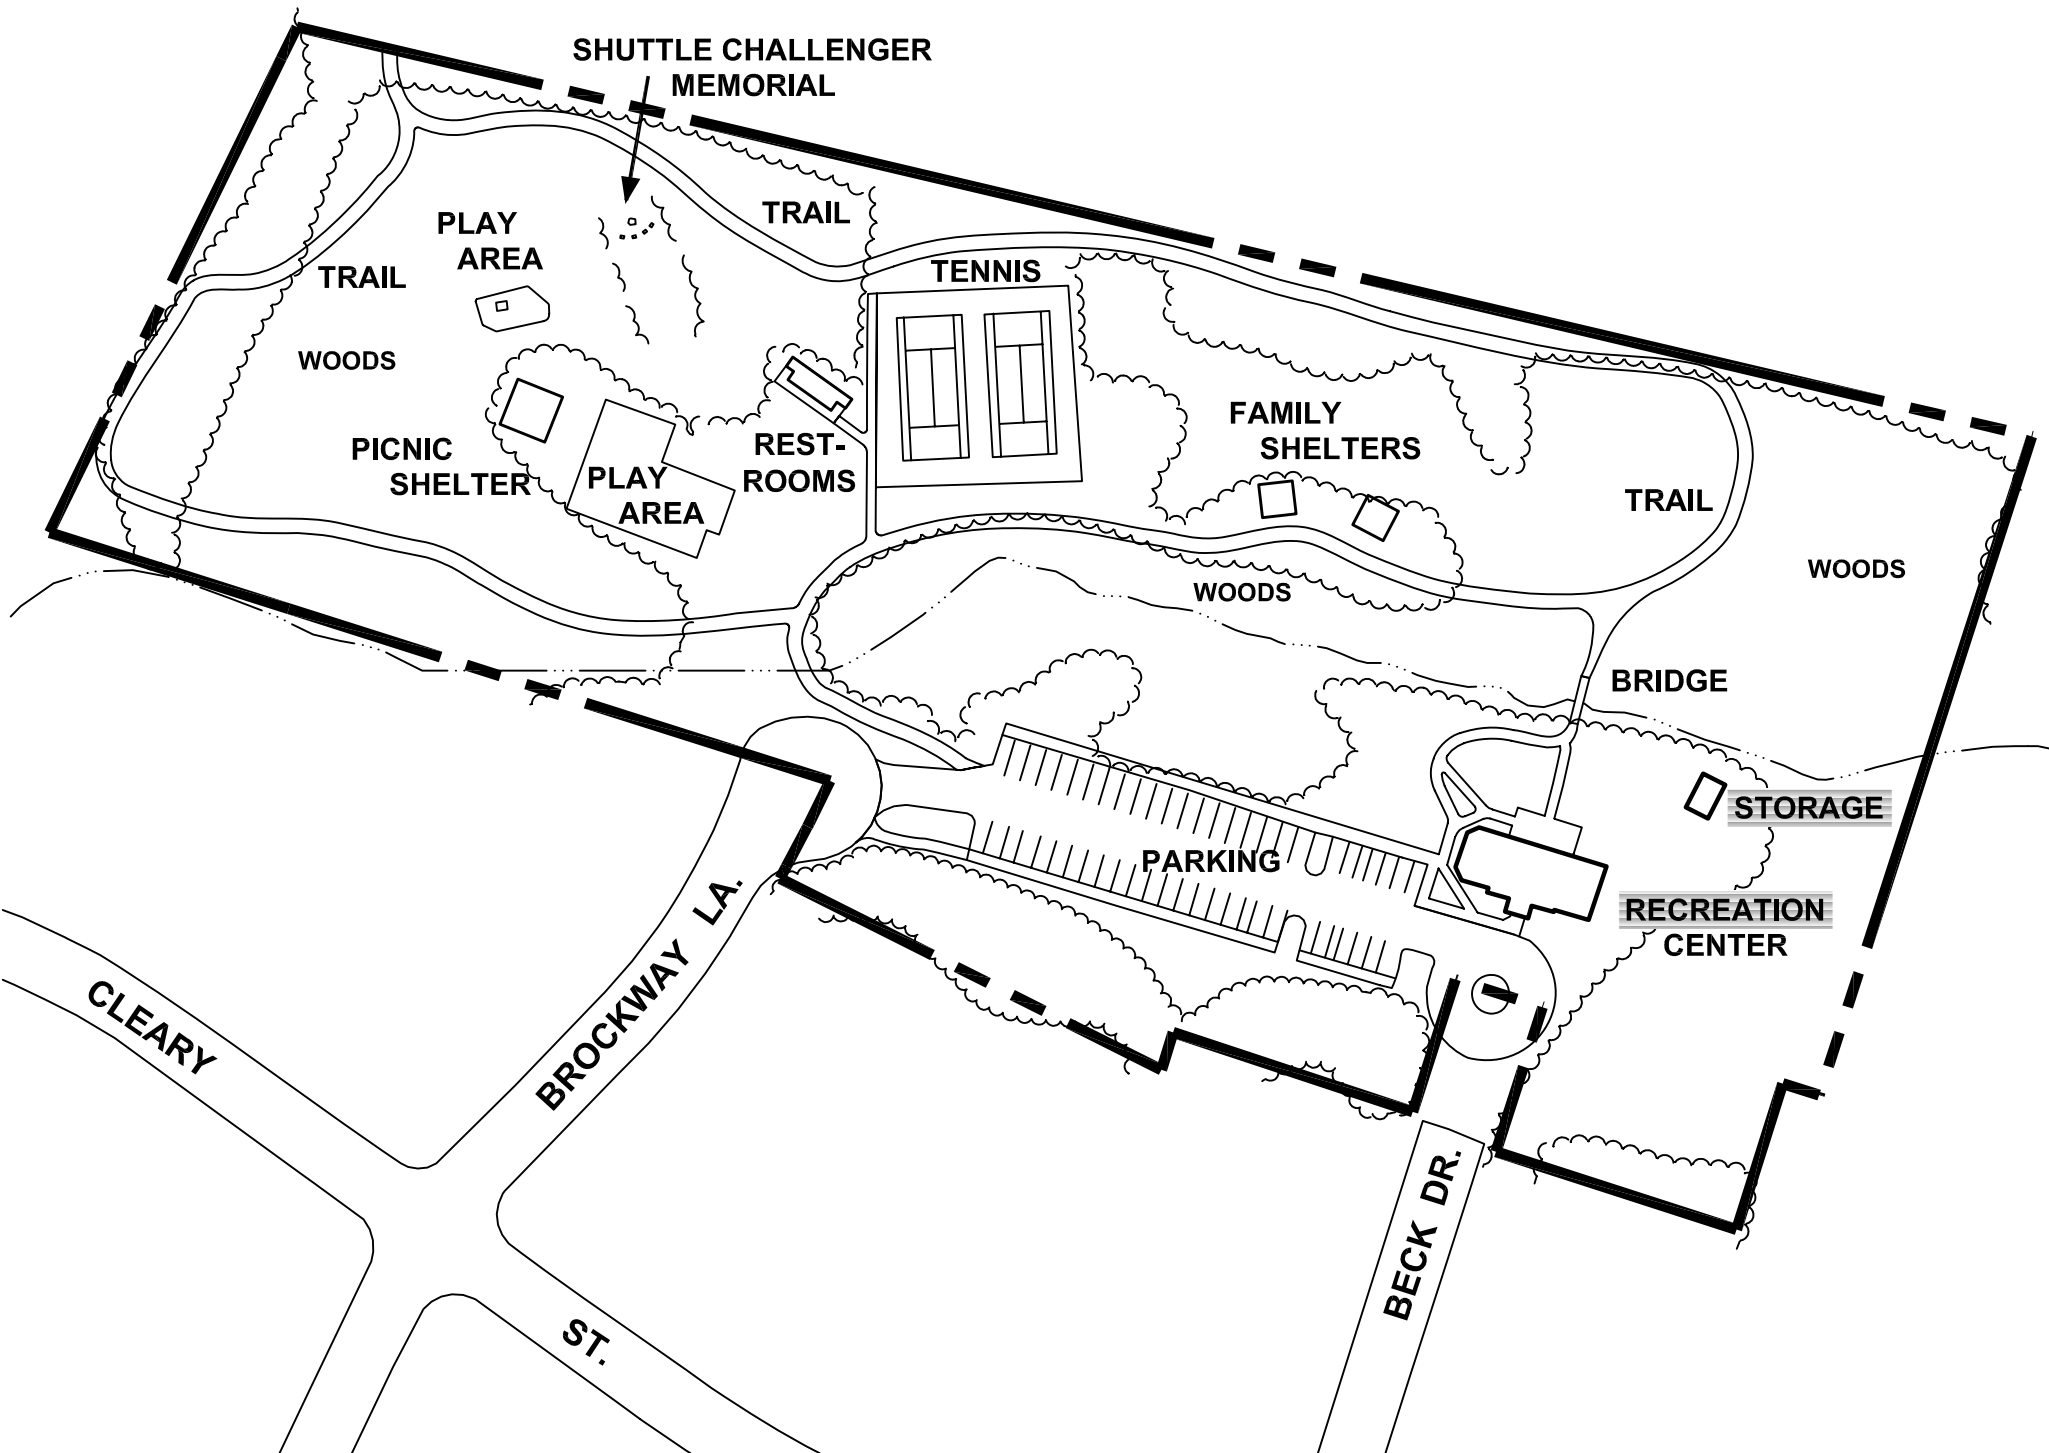 SHUTTLE CHALLENGER
MEMORIAL
TRAIL
PLAY
AREA
TRAIL
TENNIS
WOODS
FAMILY
SHELTERS
PICNIC
SHELTER
REST-
ROOMS
PLAY
AREA
TRAIL
WOODS
WOODS
BRIDGE
STORAGE
PARKING
RECREATION
CENTER
BROCKWAY LA.
CLEARY
ST.
BECK DR.